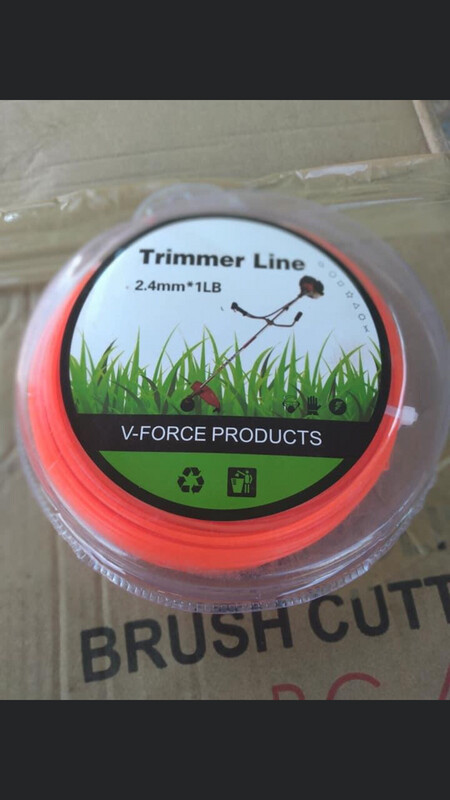 Trimmer Line
2.4mm*1LB
V-FORCE PRODUCTS
BRUSH CUTT